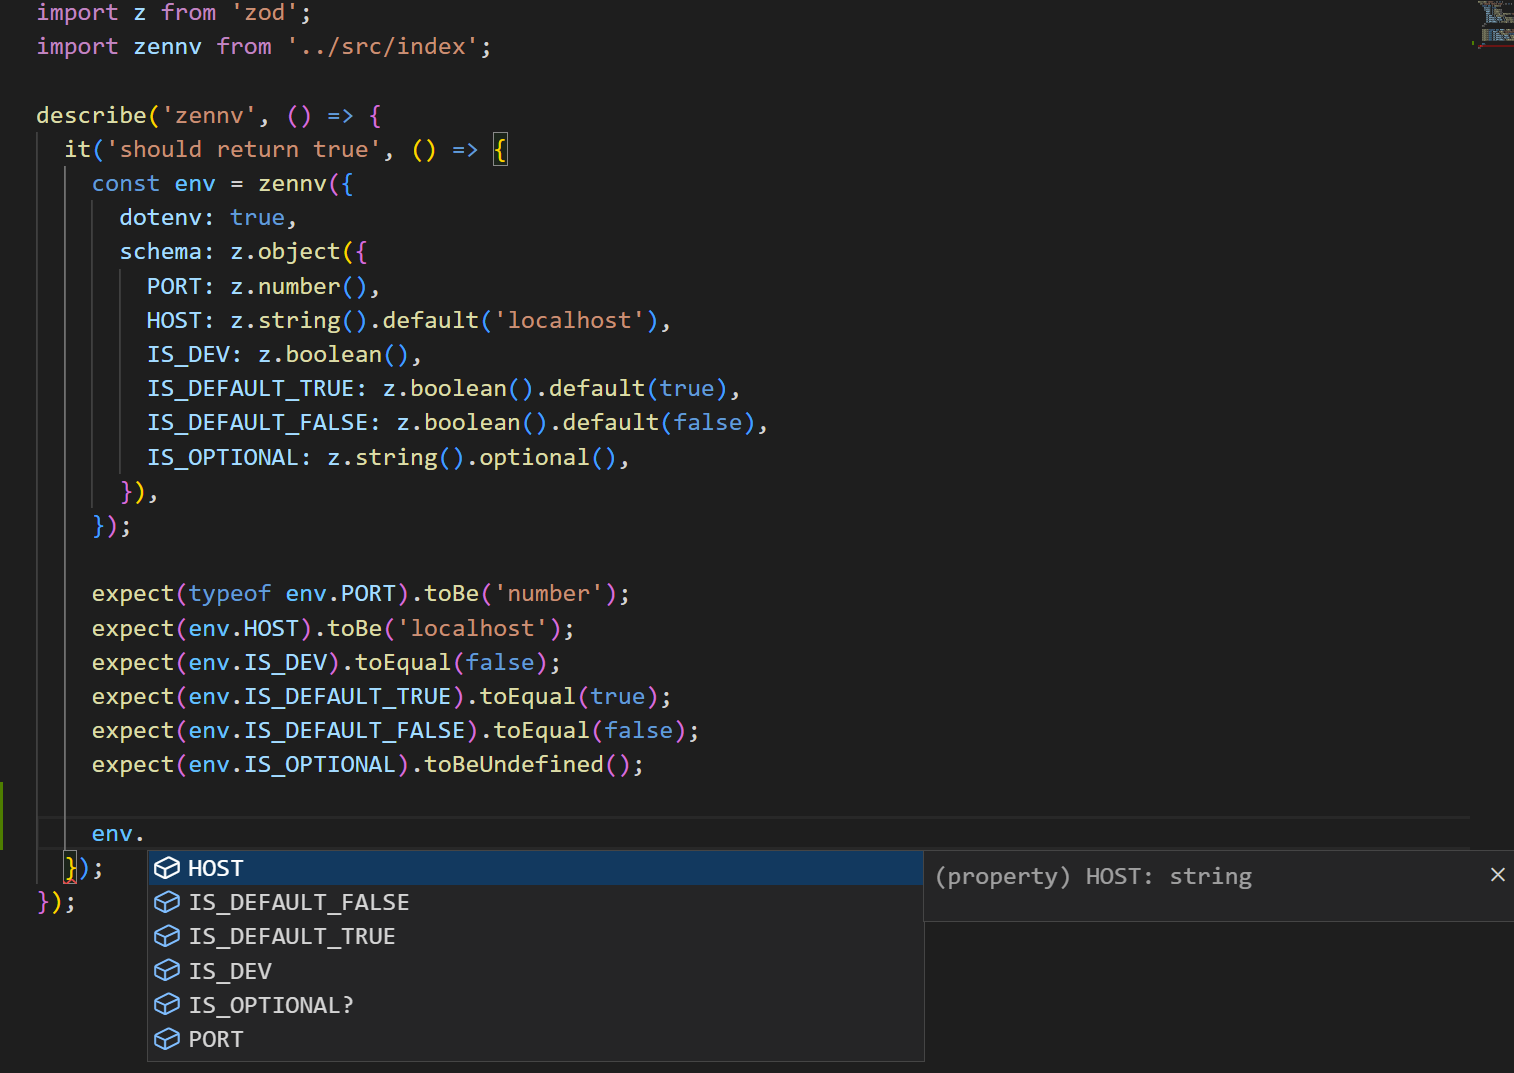 import z from 'zod';
import zennv from '../src/index';
describe('zennv', () => {
it('should return true', () => {
const env = zennv({
dotenv: true,
schema: z.object({
PORT: z.number(),
HOST: z.string().default('localhost'),
IS_DEV: z.boolean(),
IS_DEFAULT_TRUE: z.boolean().default(true),
IS_DEFAULT_FALSE: z.boolean().default(false),
IS_OPTIONAL: z.string().optional(),
}),
});
expect(typeof env.PORT).toBe('number');
expect(env.HOST).toBe('localhost');
expect(env.IS_DEV).toEqual(false);
expect(env.IS_DEFAULT_TRUE).toEqual(true);
expect(env.IS_DEFAULT_FALSE).toEqual(false);
expect(env.IS_OPTIONAL).toBeUndefined();
env.
});
});
HOST
IS_DEFAULT_FALSE
IS_DEFAULT_TRUE
IS_DEV
IS_OPTIONAL?
PORT
(property) HOST: string